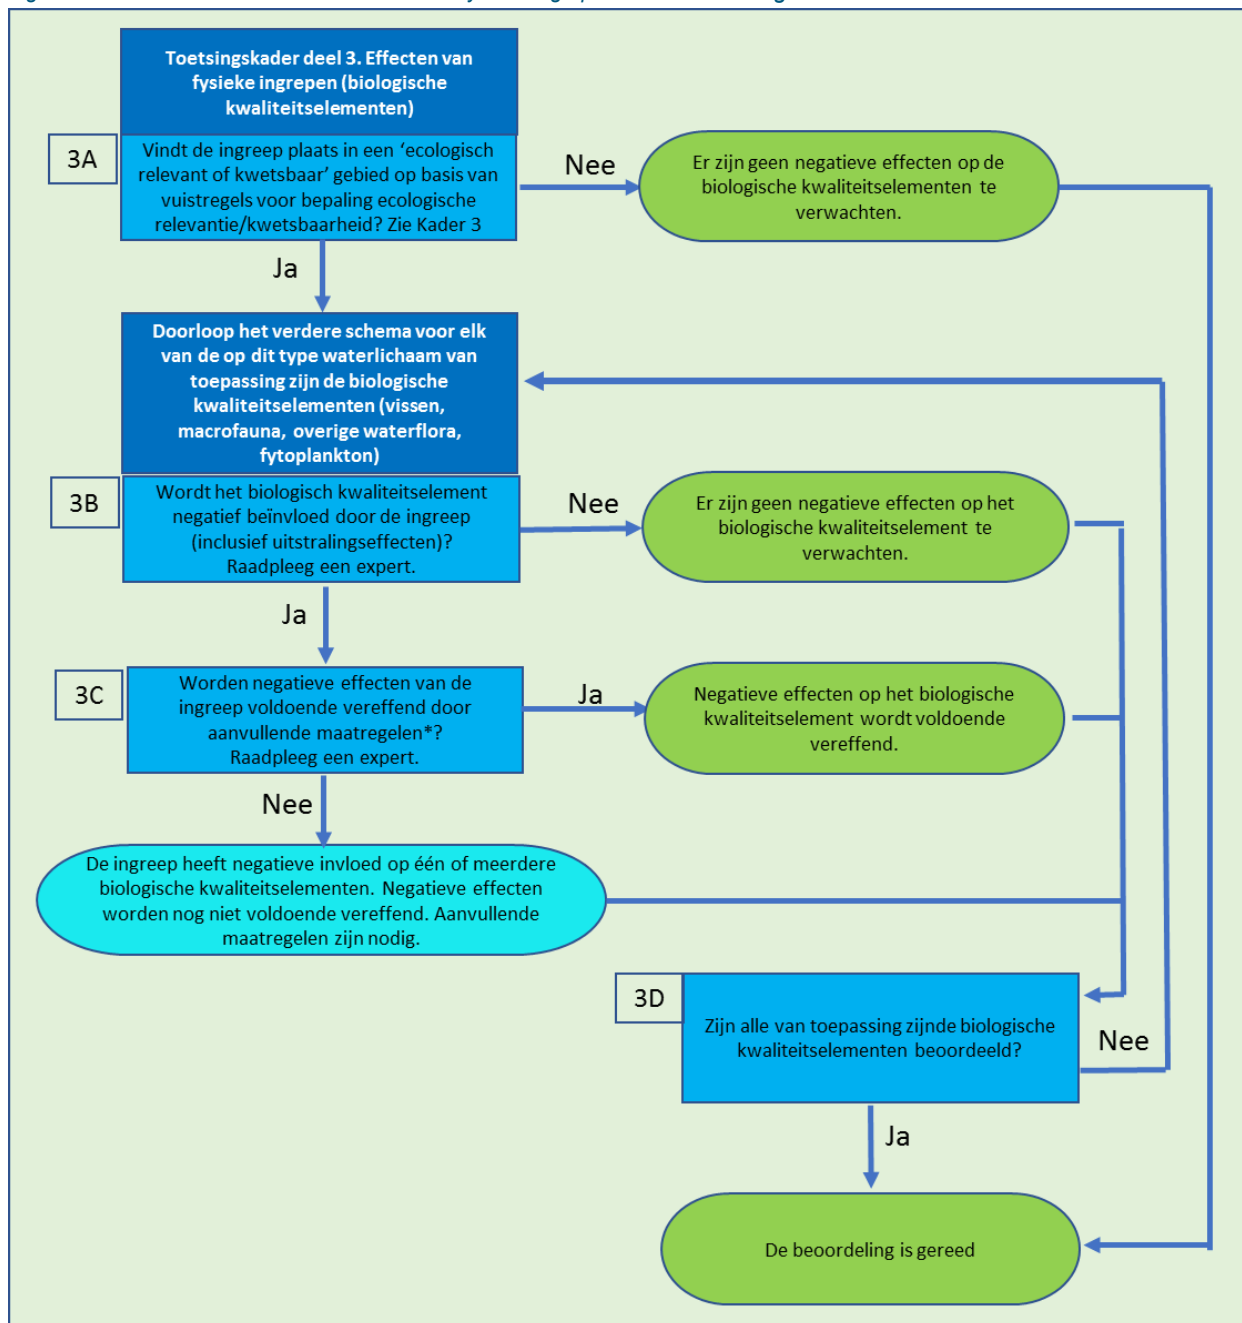 Toetsingskader deel 3. Effecten van
fysieke ingrepen (biologische
kwaliteitselementen)
3A
Vindt de ingreep plaats in een ‘ecologisch
relevant of kwetsbaar’ gebied op basis van
vuistregels voor bepaling ecologische
relevantie/kwetsbaarheid? Zie Kader 3
Nee
Er zijn geen negatieve effecten op de
biologische kwaliteitselementen te
verwachten.
Ja
Doorloop het verdere schema voor elk
van de op dit type waterlichaam van
toepassing zijn de biologische
kwaliteitselementen (vissen,
macrofauna, overige waterflora,
fytoplankton)
3B
Wordt het biologisch kwaliteitselement
negatief beïnvloed door de ingreep
(inclusief uitstralingseffecten)?
Raadpleeg een expert.
Nee
Er zijn geen negatieve effecten op het
biologische kwaliteitselement te
verwachten.
Ja
3C
Worden negatieve effecten van de
ingreep voldoende vereffend door
aanvullende maatregelen*?
Raadpleeg een expert.
Ja
Negatieve effecten op het biologische
kwaliteitselement wordt voldoende
vereffend.
Nee
De ingreep heeft negatieve invloed op één of meerdere
biologische kwaliteitselementen. Negatieve effecten
worden nog niet voldoende vereffend. Aanvullende
maatregelen zijn nodig.
3D
Zijn alle van toepassing zijnde biologische
kwaliteitselementen beoordeeld?
Nee
Ja
De beoordeling is gereed